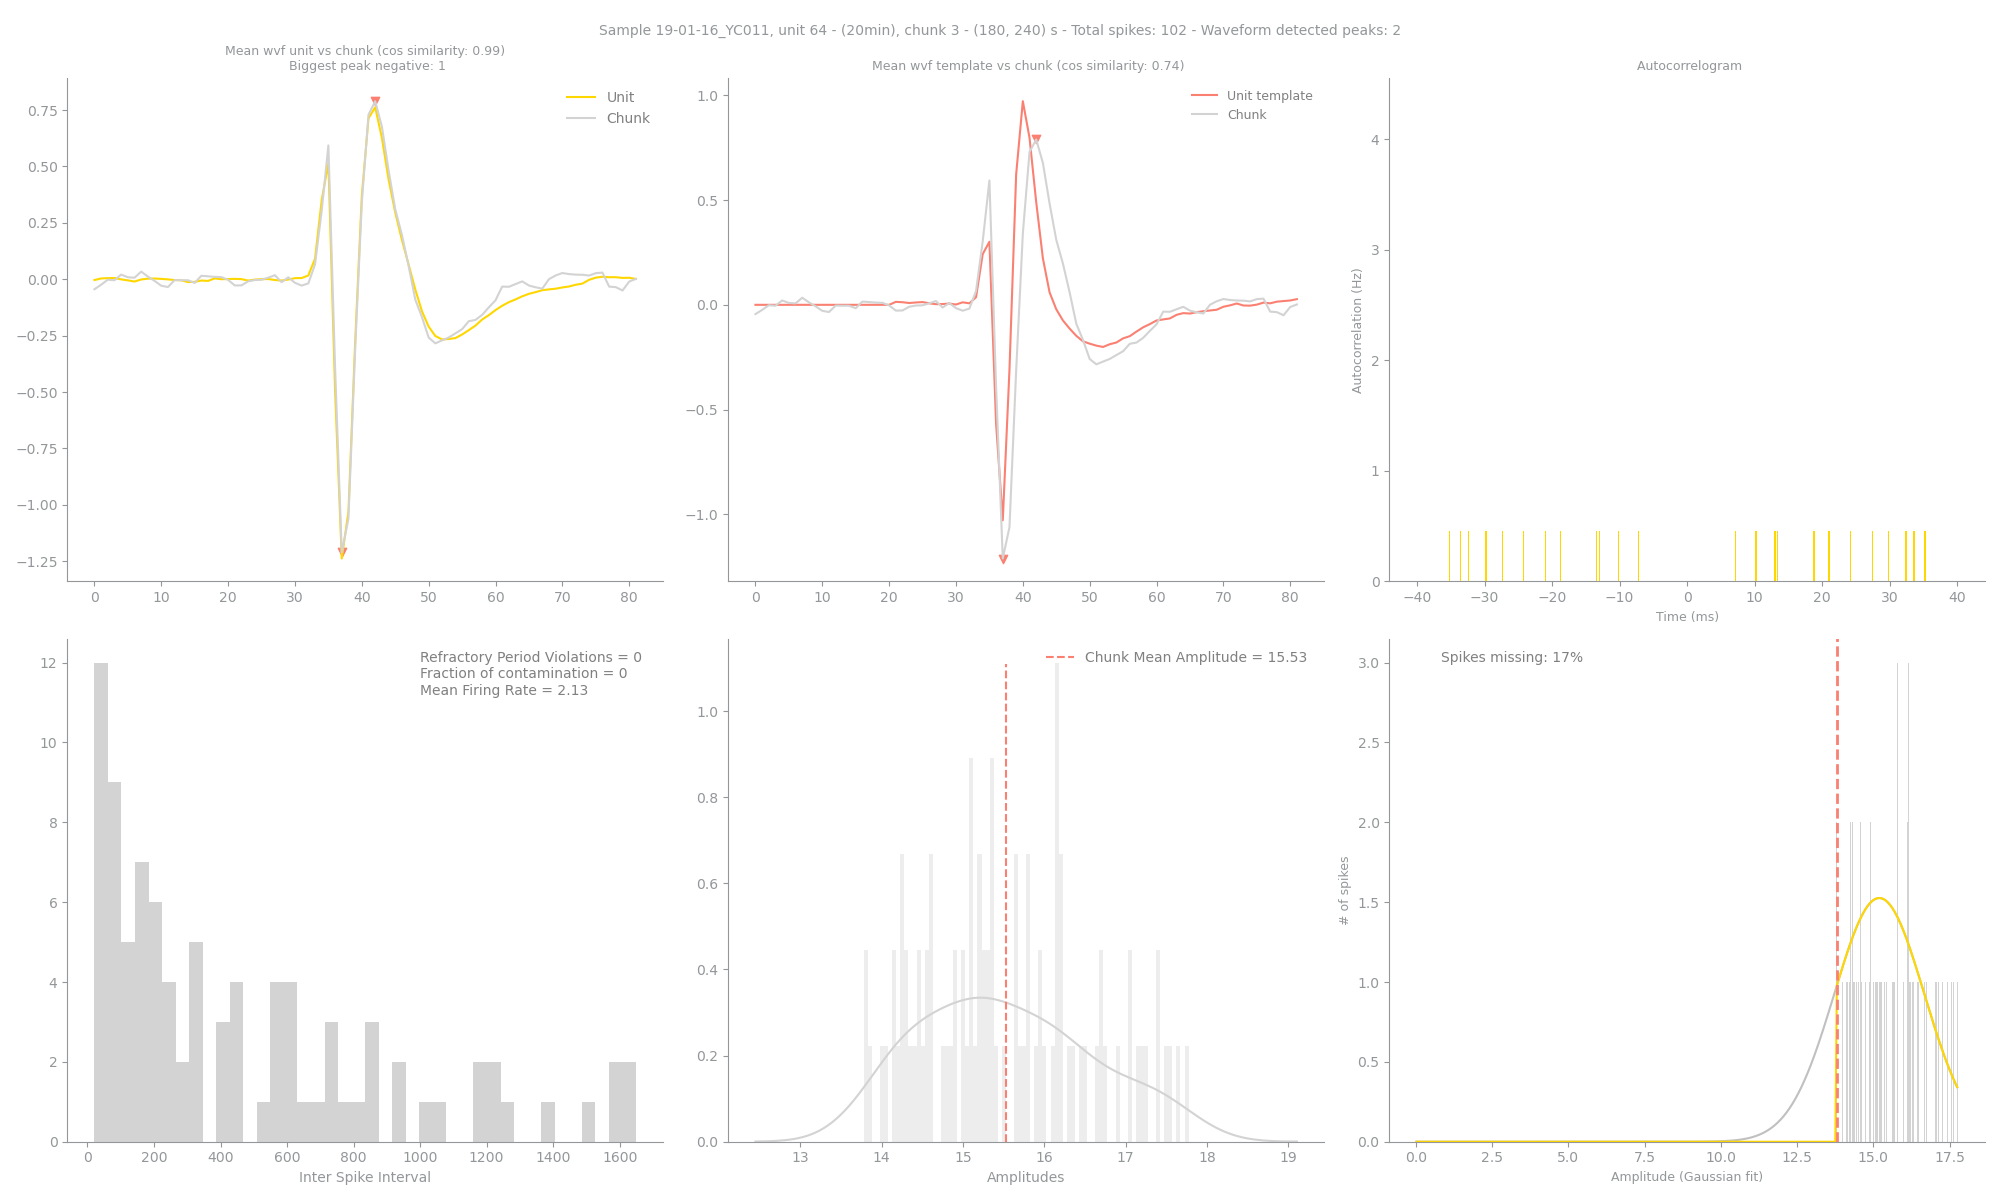 Sample 19-01-16_YC011, unit 64 - (20min), chunk 3 - (180, 240) s - Total spikes: 102 - Waveform detected peaks: 2
Mean wvf unit vs chunk (cos similarity: 0.99)
Biggest peak negative: 1
Unit
Chunk
0.75
0.50
0.25
0.00
−0.25
−0.50
−0.75
−1.00
−1.25
0 10 20 30 40 50 60 70 80
Mean wvf template vs chunk (cos similarity: 0.74)
Unit template
Chunk
1.0
0.5
0.0
−0.5
−1.0
0 10 20 30 40 50 60 70 80
Autocorrelogram
Autocorrelation (Hz)
4
3
2
1
0
−40 −30 −20 −10 0 10 20 30 40
Time (ms)
Refractory Period Violations = 0
Fraction of contamination = 0
Mean Firing Rate = 2.13
12
10
8
6
4
2
0
0 200 400 600 800 1000 1200 1400 1600
Inter Spike Interval
Chunk Mean Amplitude = 15.53
1.0
0.8
0.6
0.4
0.2
0.0
13 14 15 16 17 18 19
Amplitudes
Spikes missing: 17%
# of spikes
3.0
2.5
2.0
1.5
1.0
0.5
0.0
0.0 2.5 5.0 7.5 10.0 12.5 15.0 17.5
Amplitude (Gaussian fit)